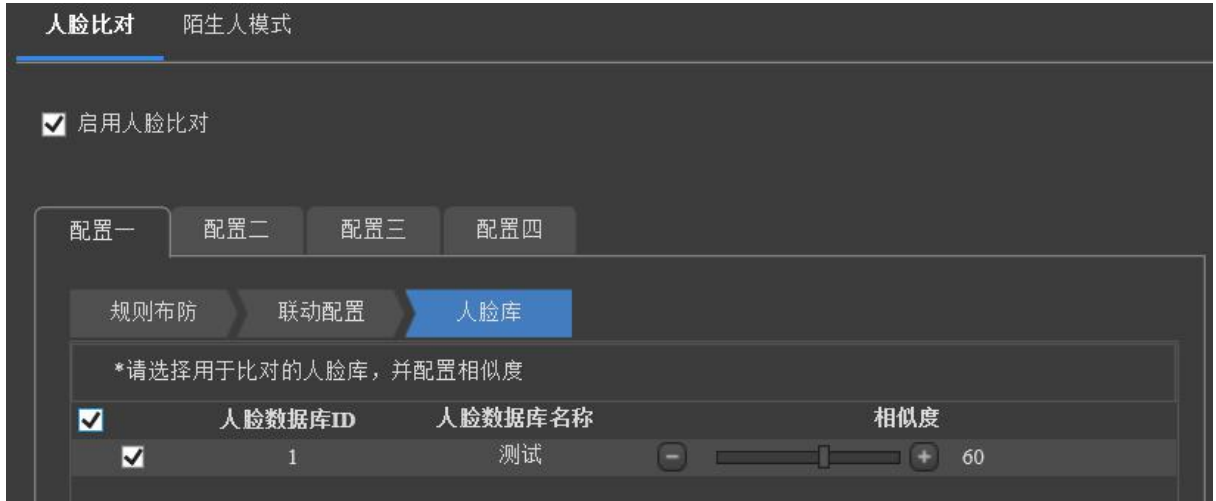 人脸比对 陌生人模式
启用人脸比对
配置一 配置二 配置三 配置四
规则布防 联动配置 人脸库
*请选择用于比对的人脸库，并配置相似度
人脸数据库ID 人脸数据库名称 相似度
1 测试 60